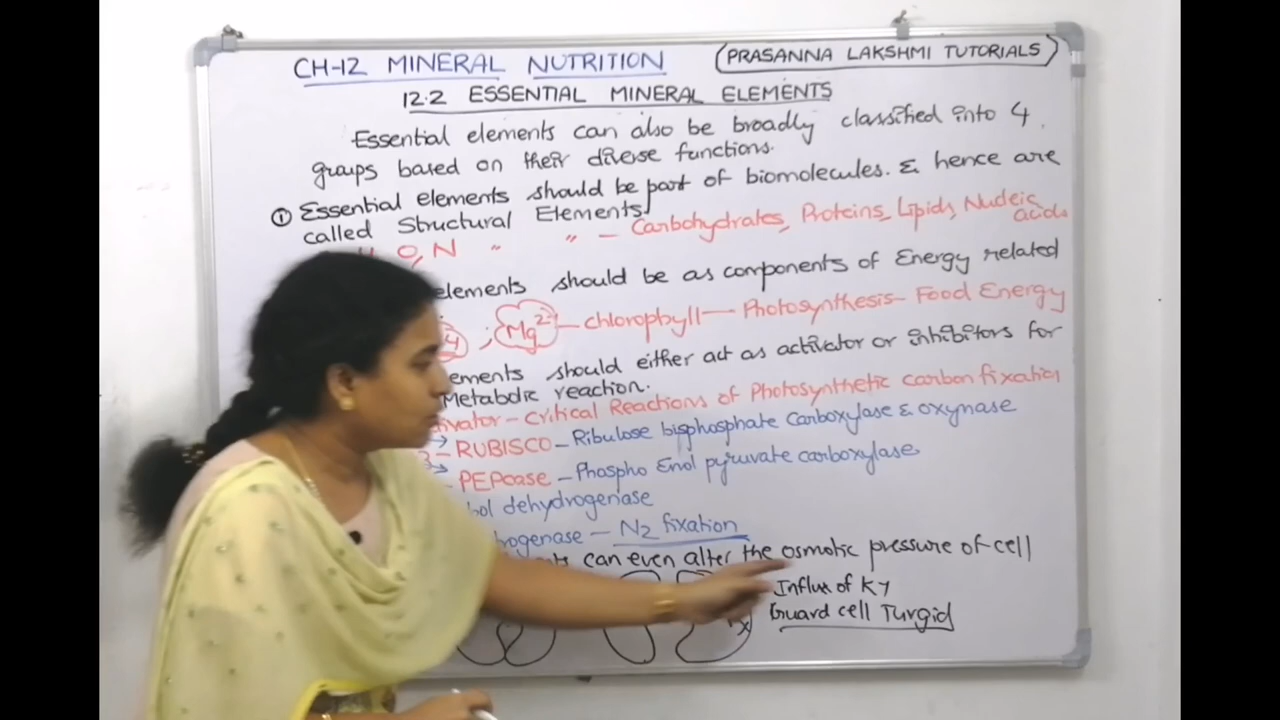 CH-12 MINERAL NUTRITION
PRASANNA LAKSHMI TUTORIALS
12.2 ESSENTIAL MINERAL ELEMENTS
Essential elements can also be broadly classified into 4
groups based on their diverse functions.
① Essential elements should be part of biomolecules. & hence are
called Structural Elements.
O, N " " - Carbohydrates, Proteins, Lipids, Nucleic acids
elements should be as components of Energy related
Mg2+ - chlorophyll - Photosynthesis - Food Energy
ements should either act as activator or inhibitors for
Metabolic reaction.
tivator - Critical Reactions of Photosynthetic carbon fixation
→ RUBISCO - Ribulose bisphosphate Carboxylase & oxynase
→ PEPcase - Phospho Enol pyruvate carboxylase
ol dehydrogenase
ogenase - N2 fixation
can even alter the osmotic pressure of cell
Influx of K
Guard cell Turgid